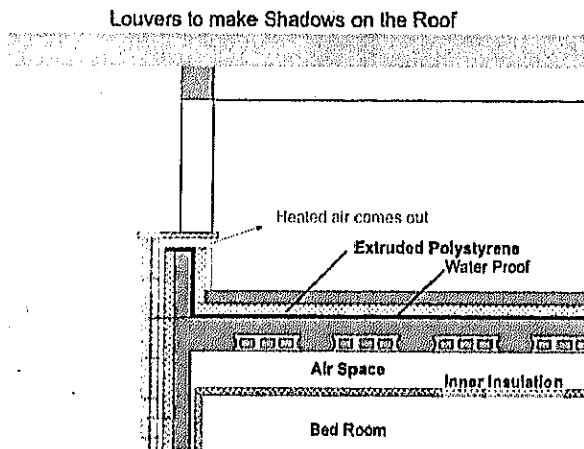 Louvers to make Shadows on the Roof
Heated air comes out
Extruded Polystyrene
Water Proof
Air Space
Inner Insulation
Bed Room